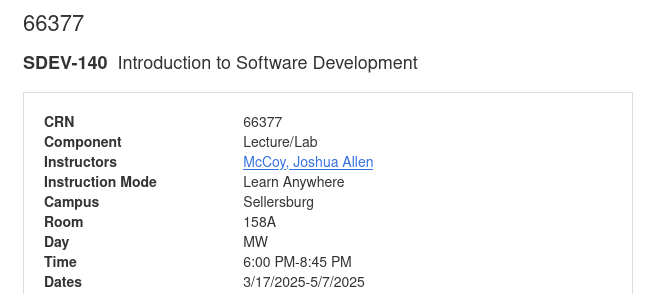 66377
SDEV-140 Introduction to Software Development
CRN 66377
Component Lecture/Lab
Instructors McCoy, Joshua Allen
Instruction Mode Learn Anywhere
Campus Sellersburg
Room 158A
Day MW
Time 6:00 PM-8:45 PM
Dates 3/17/2025-5/7/2025